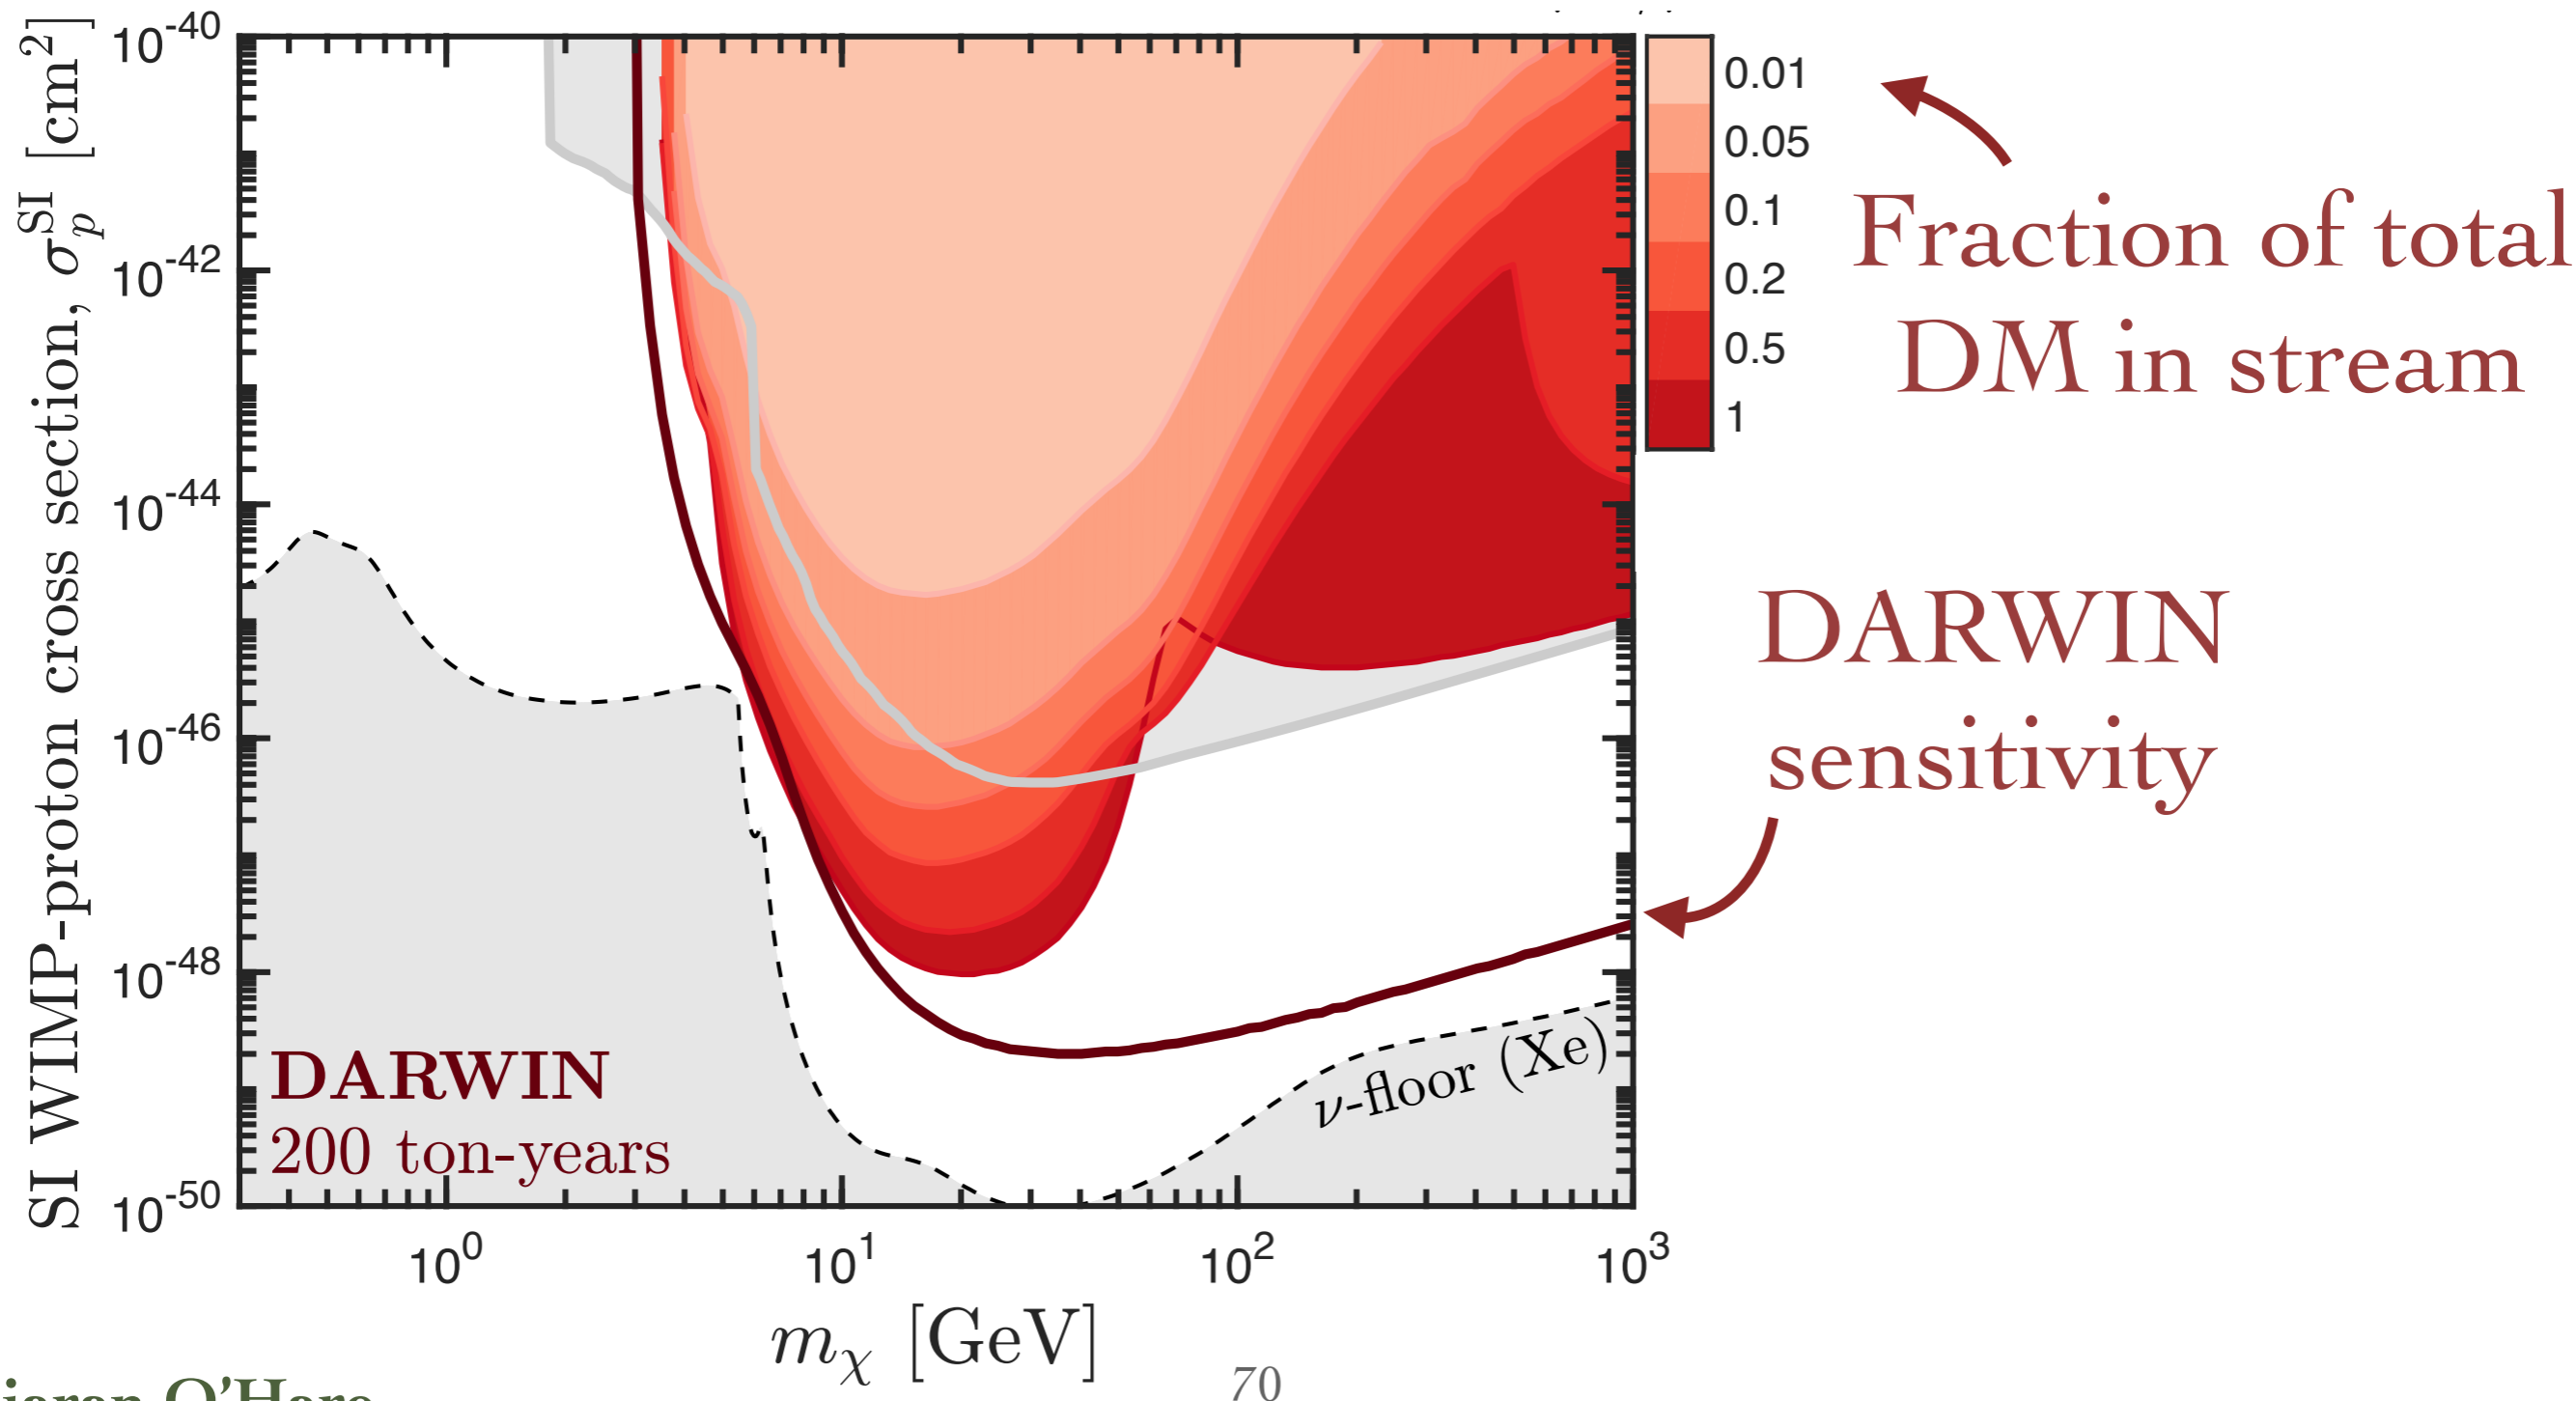 SI WIMP-proton cross section, σ_p^SI [cm²]
10⁻⁴⁰
10⁻⁴²
10⁻⁴⁴
10⁻⁴⁶
10⁻⁴⁸
10⁻⁵⁰
0.01
0.05
0.1
0.2
0.5
1
Fraction of total
DM in stream
DARWIN
sensitivity
DARWIN
200 ton-years
ν-floor (Xe)
10⁰
10¹
10²
10³
m_χ [GeV]
O'Hare
70